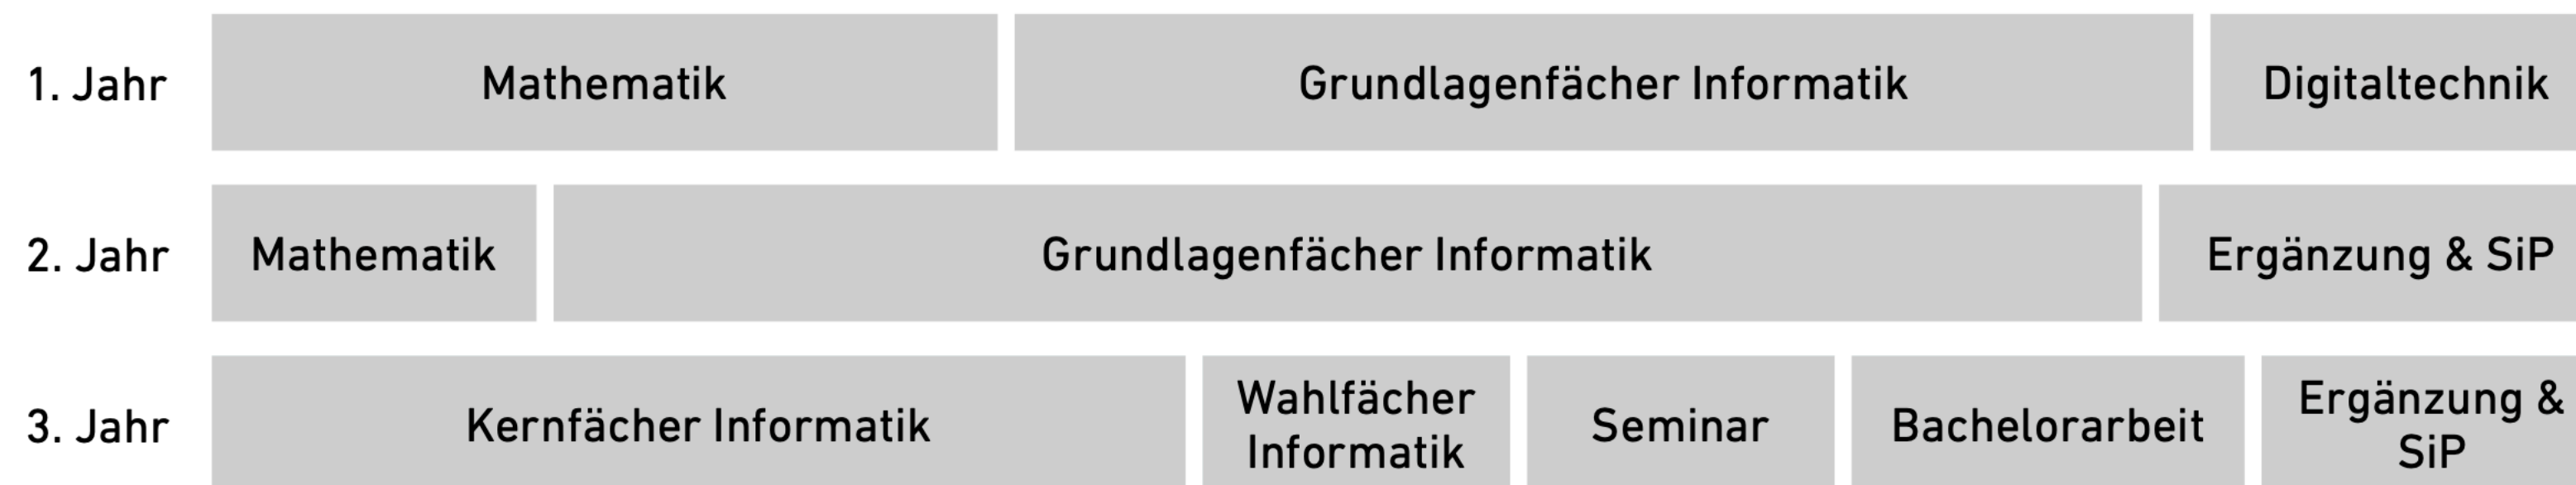 1. Jahr
Mathematik
Grundlagenfächer Informatik
Digitaltechnik
2. Jahr
Mathematik
Grundlagenfächer Informatik
Ergänzung & SiP
3. Jahr
Kernfächer Informatik
Wahlfächer
Informatik
Seminar
Bachelorarbeit
Ergänzung &
SiP